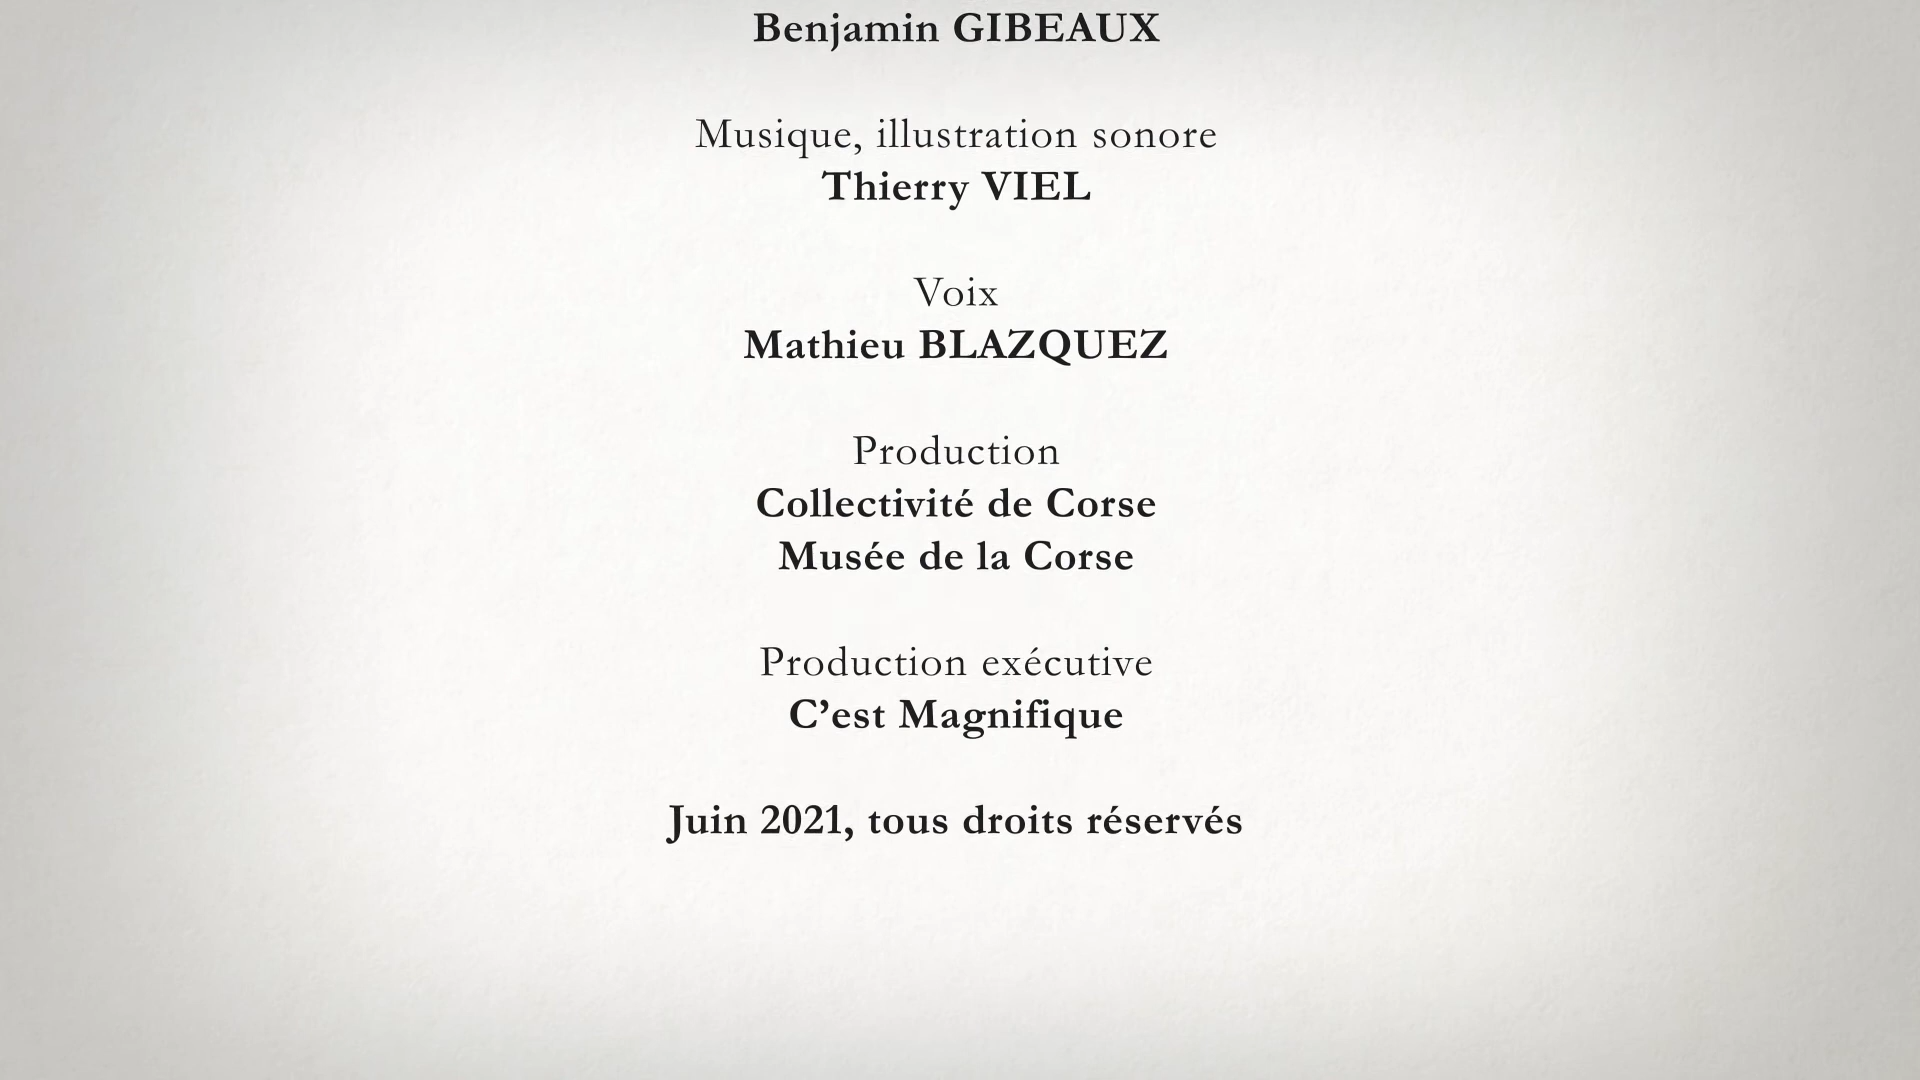 Benjamin GIBEAUX
Musique, illustration sonore
Thierry VIEL
Voix
Mathieu BLAZQUEZ
Production
Collectivité de Corse
Musée de la Corse
Production exécutive
C’est Magnifique
Juin 2021, tous droits réservés